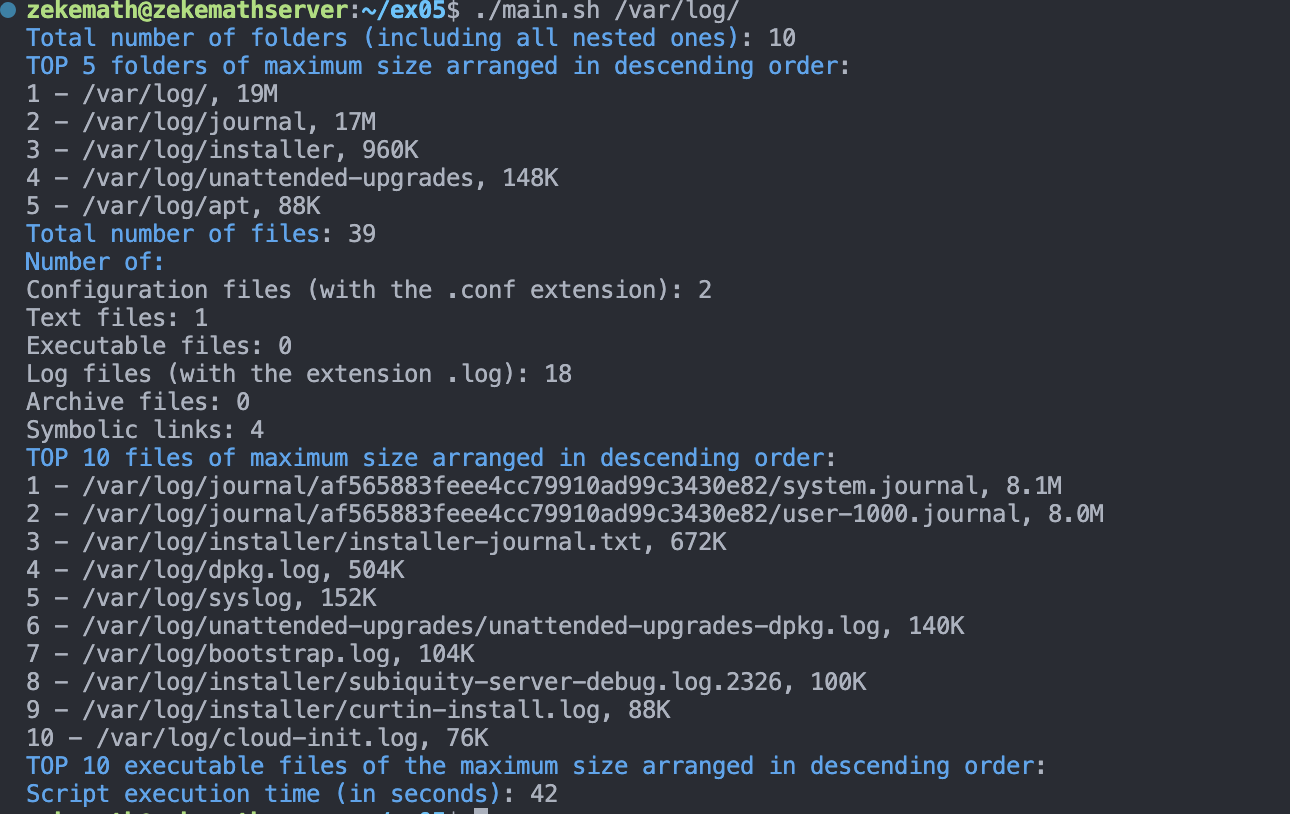 zekemath@zekemathserver:~/ex05$ ./main.sh /var/log/
Total number of folders (including all nested ones): 10
TOP 5 folders of maximum size arranged in descending order:
1 – /var/log/, 19M
2 – /var/log/journal, 17M
3 – /var/log/installer, 960K
4 – /var/log/unattended-upgrades, 148K
5 – /var/log/apt, 88K
Total number of files: 39
Number of:
Configuration files (with the .conf extension): 2
Text files: 1
Executable files: 0
Log files (with the extension .log): 18
Archive files: 0
Symbolic links: 4
TOP 10 files of maximum size arranged in descending order:
1 – /var/log/journal/af565883feee4cc79910ad99c3430e82/system.journal, 8.1M
2 – /var/log/journal/af565883feee4cc79910ad99c3430e82/user-1000.journal, 8.0M
3 – /var/log/installer/installer-journal.txt, 672K
4 – /var/log/dpkg.log, 504K
5 – /var/log/syslog, 152K
6 – /var/log/unattended-upgrades/unattended-upgrades-dpkg.log, 140K
7 – /var/log/bootstrap.log, 104K
8 – /var/log/installer/subiquity-server-debug.log.2326, 100K
9 – /var/log/installer/curtin-install.log, 88K
10 – /var/log/cloud-init.log, 76K
TOP 10 executable files of the maximum size arranged in descending order:
Script execution time (in seconds): 42